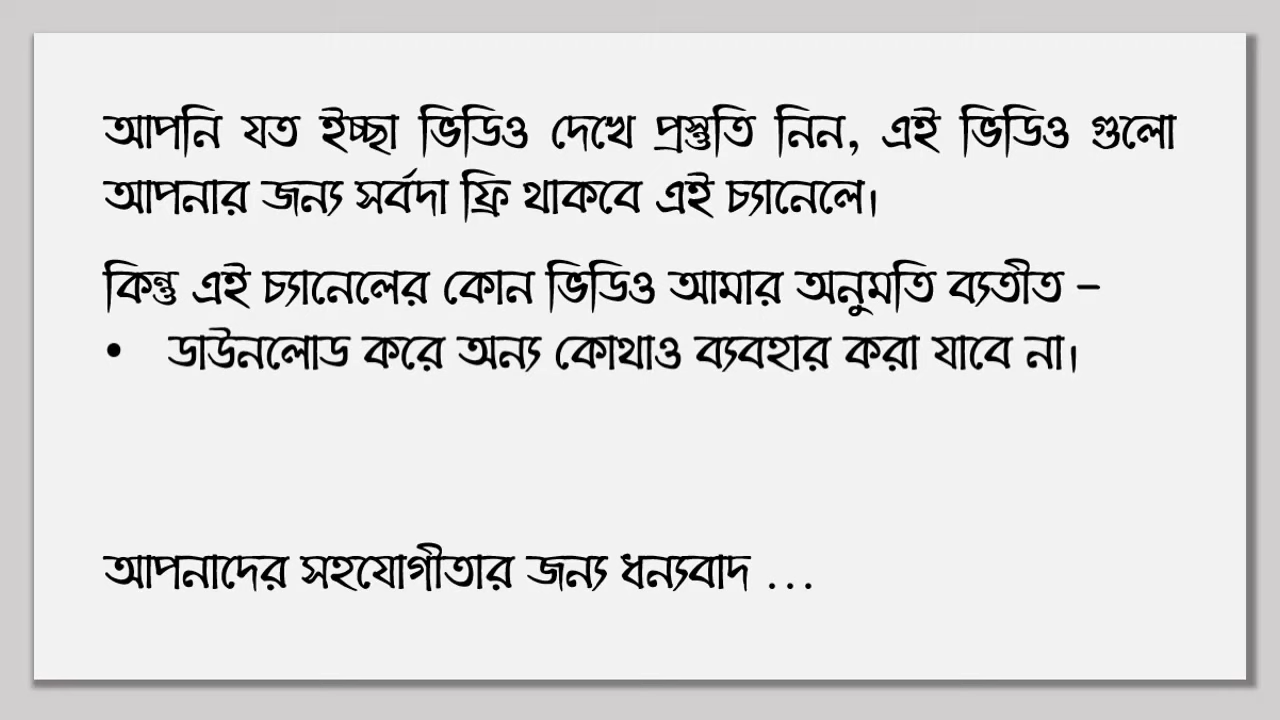 আপনি যত ইচ্ছা ভিডিও দেখে প্রস্তুতি নিন, এই ভিডিও গুলো
আপনার জন্য সর্বদা ফ্রি থাকবে এই চ্যানেলে।
কিন্তু এই চ্যানেলের কোন ভিডিও আমার অনুমতি ব্যতীত –
• ডাউনলোড করে অন্য কোথাও ব্যবহার করা যাবে না।
আপনাদের সহযোগীতার জন্য ধন্যবাদ ...